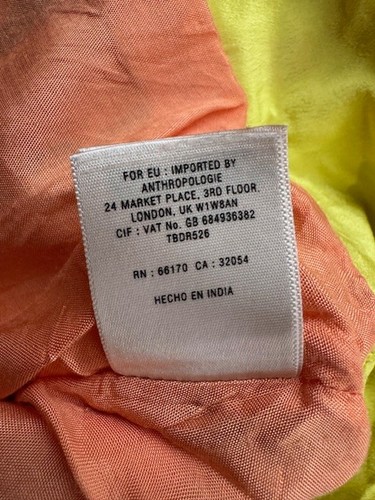 FOR EU : IMPORTED BY
ANTHROPOLOGIE
24 MARKET PLACE, 3RD FLOOR.
LONDON, UK W1W8AN
CIF : VAT No. GB 684936382
TBDR526
RN : 66170 CA : 32054
HECHO EN INDIA